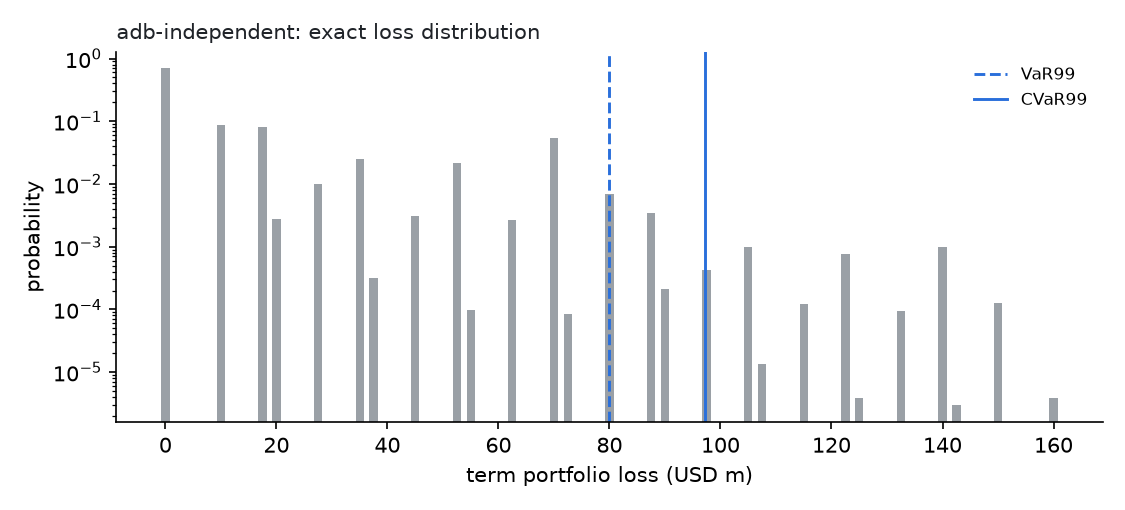 adb-independent: exact loss distribution
VaR99
CVaR99
probability
10^0
10^-1
10^-2
10^-3
10^-4
10^-5
0 20 40 60 80 100 120 140 160
term portfolio loss (USD m)